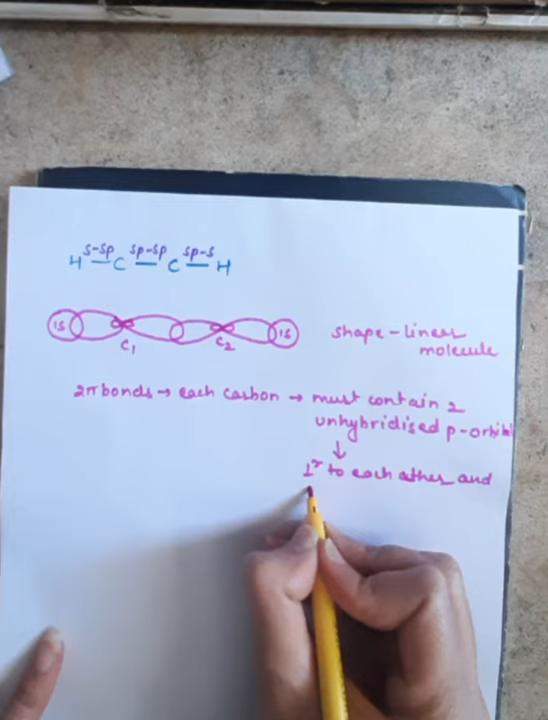 s-sp sp-sp sp-s
H — C — C — H
1S 1S
C₁ C₂
shape - linear
molecule
2π bonds → each carbon → must contain 2
unhybridised p-orbit
↓
⊥ʳ to each other and